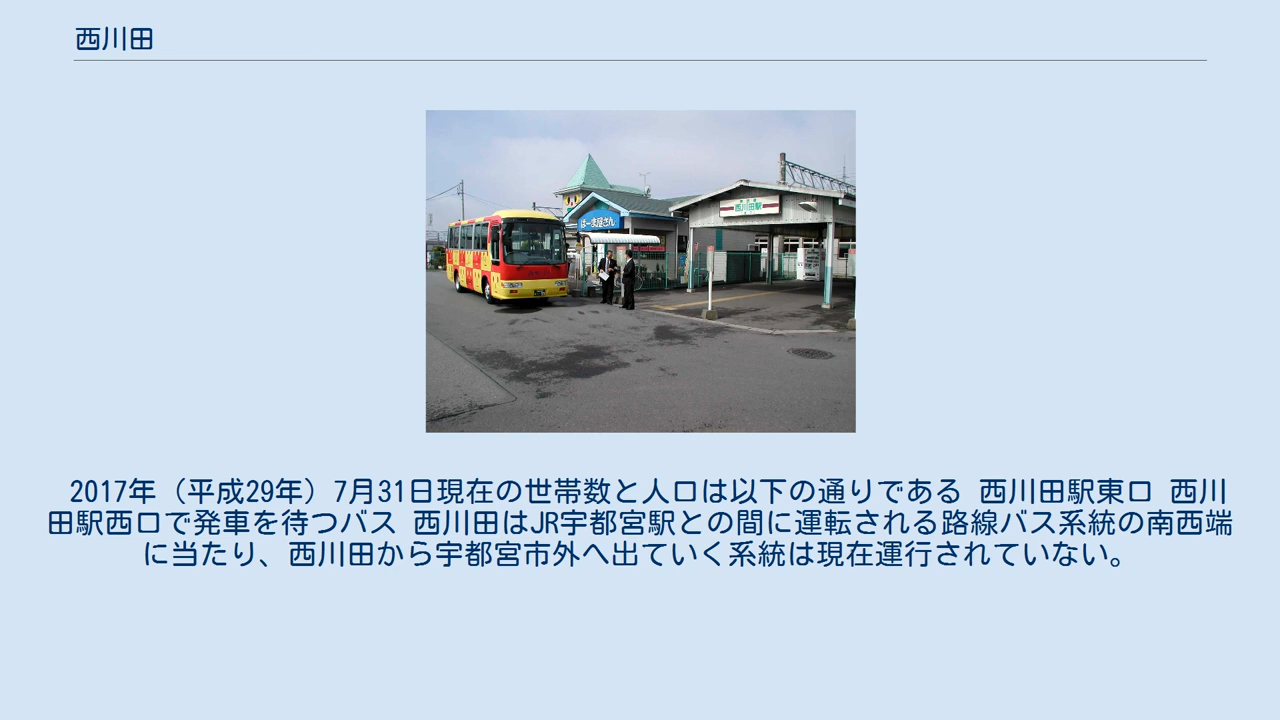 西川田
ぱーま屋さん
西川田駅
2017年（平成29年）7月31日現在の世帯数と人口は以下の通りである 西川田駅東口 西川
田駅西口で発車を待つバス 西川田はJR宇都宮駅との間に運転される路線バス系統の南西端
に当たり、西川田から宇都宮市外へ出ていく系統は現在運行されていない。